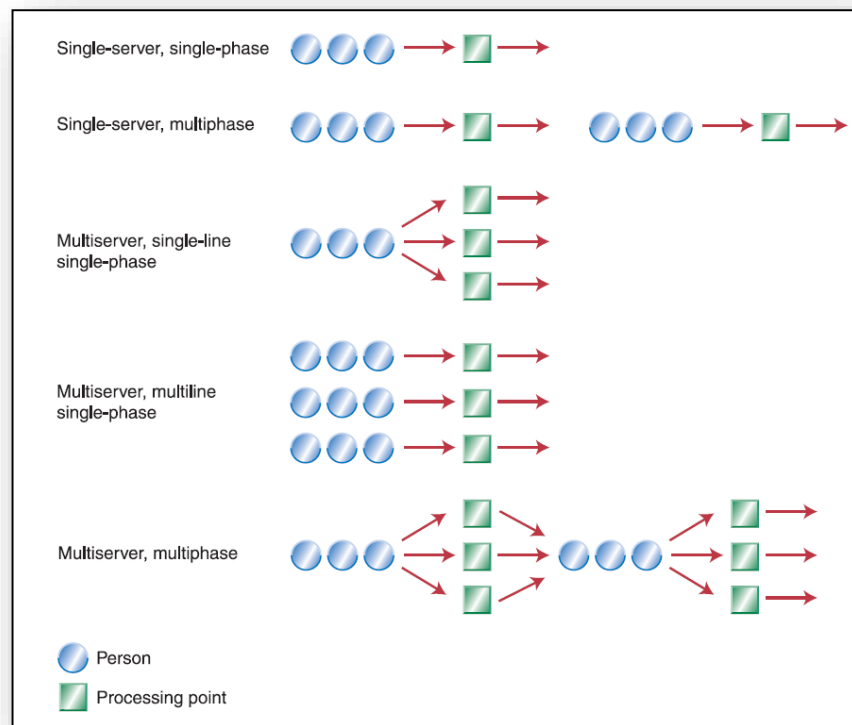 Single-server, single-phase
Single-server, multiphase
Multiserver, single-line
single-phase
Multiserver, multiline
single-phase
Multiserver, multiphase
Person
Processing point